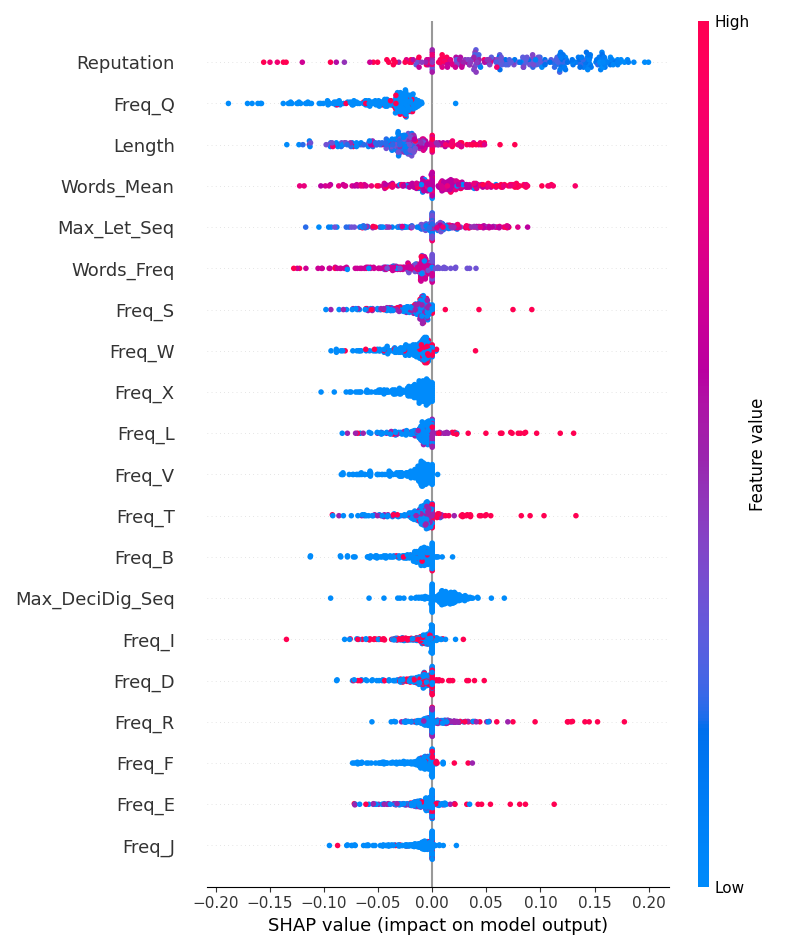 High
Reputation
Freq_Q
Length
Words_Mean
Max_Let_Seq
Words_Freq
Freq_S
Freq_W
Freq_X
Freq_L
Freq_V
Freq_T
Freq_B
Max_DeciDig_Seq
Freq_I
Freq_D
Freq_R
Freq_F
Freq_E
Freq_J
Feature value
Low
−0.20 −0.15 −0.10 −0.05 0.00 0.05 0.10 0.15 0.20
SHAP value (impact on model output)